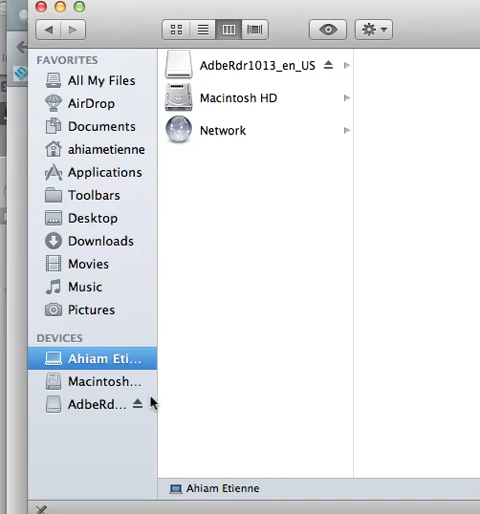 FAVORITES
All My Files
AirDrop
Documents
ahiametienne
Applications
Toolbars
Desktop
Downloads
Movies
Music
Pictures
DEVICES
Ahiam Eti...
Macintosh...
AdbeRd...
AdbeRdr1013_en_US
Macintosh HD
Network
Ahiam Etienne